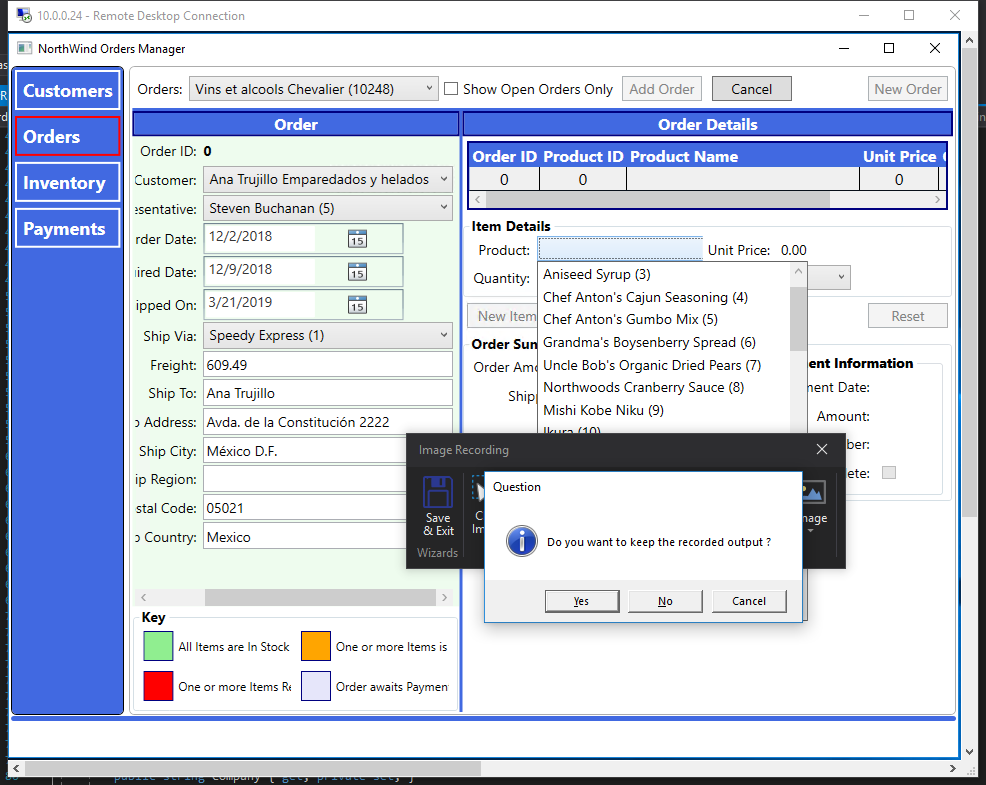 10.0.0.24 - Remote Desktop Connection
NorthWind Orders Manager
Customers
Orders
Inventory
Payments
Orders: Vins et alcools Chevalier (10248) Show Open Orders Only Add Order Cancel New Order
Order
Order ID: 0
Customer: Ana Trujillo Emparedados y helados
esentative: Steven Buchanan (5)
rder Date: 12/2/2018 15
ired Date: 12/9/2018 15
ipped On: 3/21/2019 15
Ship Via: Speedy Express (1)
Freight: 609.49
Ship To: Ana Trujillo
Address: Avda. de la Constitución 2222
Ship City: México D.F.
ip Region:
stal Code: 05021
Country: Mexico
Key
All Items are In Stock One or more Items is
One or more Items Re Order awaits Paymen
Order Details
Order ID Product ID Product Name Unit Price
0 0 0
Item Details
Product: Unit Price: 0.00
Quantity:
Aniseed Syrup (3)
Chef Anton's Cajun Seasoning (4)
Chef Anton's Gumbo Mix (5)
Grandma's Boysenberry Spread (6)
Uncle Bob's Organic Dried Pears (7)
Northwoods Cranberry Sauce (8)
Mishi Kobe Niku (9)
Ikura (10)
New Item Reset
Order Sum
Order Amo
Shipp
ent Information
ment Date:
Amount:
ber:
ete:
Image Recording
Save
& Exit
Wizards
C
Im
mage
Question
Do you want to keep the recorded output ?
Yes No Cancel
public string Company { get; private set; }